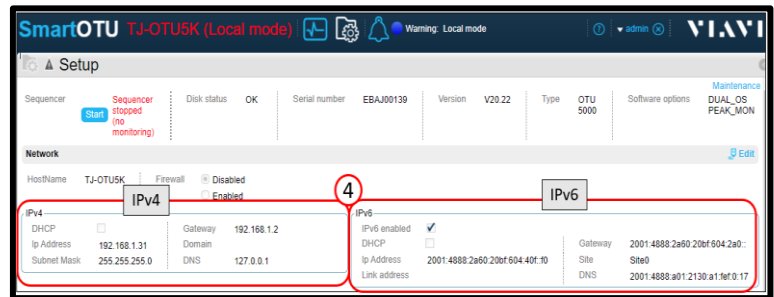 SmartOTU TJ-OTU5K (Local mode) Warning: Local mode ? admin VIAVI
Setup
Maintenance
Sequencer Start Sequencer stopped (no monitoring) Disk status OK Serial number EBAJ00139 Version V20.22 Type OTU 5000 Software options DUAL_OS PEAK_MON
Network Edit
HostName TJ-OTU5K Firewall Disabled
Enabled
IPv4 4 IPv6
IPv4 IPv6
DHCP Gateway 192.168.1.2 IPv6 enabled
Ip Address 192.168.1.31 Domain DHCP Gateway 2001:4888:2a60:20bf:604:2a0::
Subnet Mask 255.255.255.0 DNS 127.0.0.1 Ip Address 2001:4888:2a60:20bf:604:40f::f0 Site Site0
Link address DNS 2001:4888:a01:2130:a1:fef:0:17